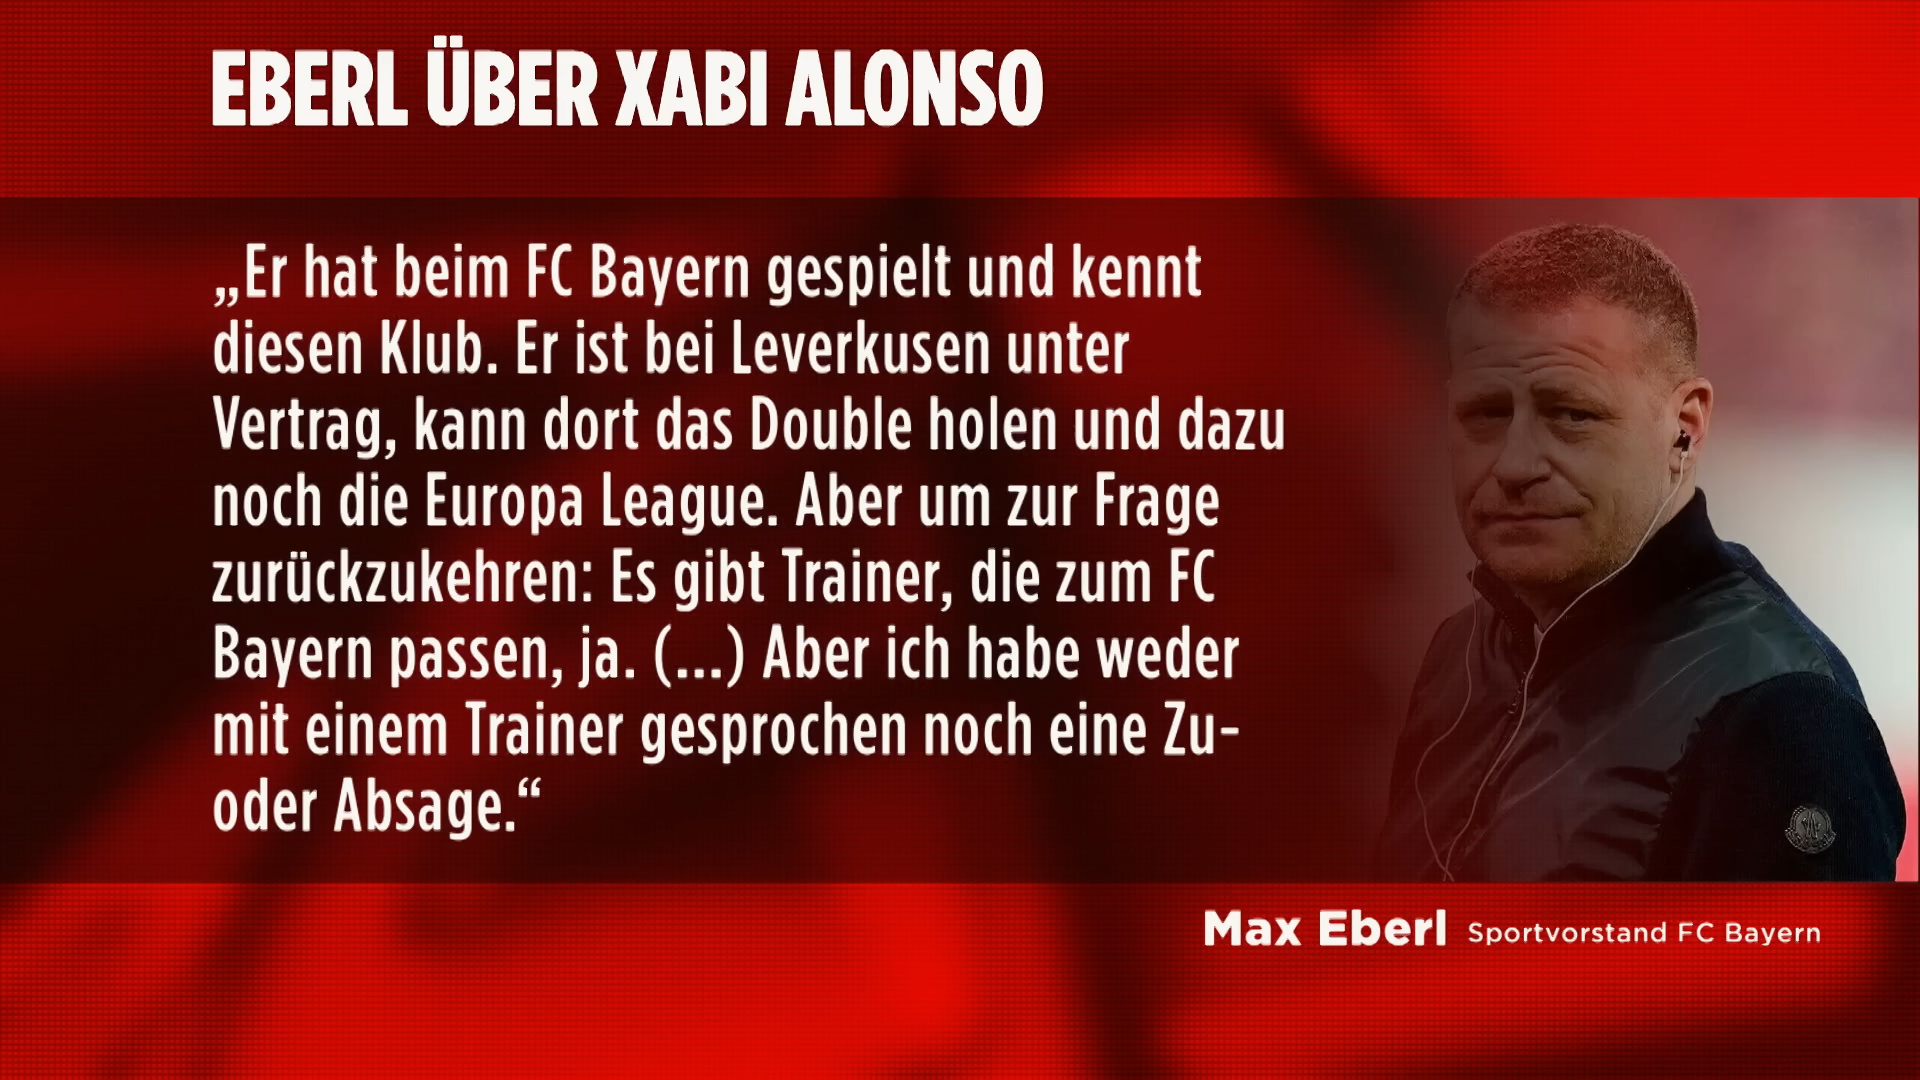 EBERL ÜBER XABI ALONSO
„Er hat beim FC Bayern gespielt und kennt
diesen Klub. Er ist bei Leverkusen unter
Vertrag, kann dort das Double holen und dazu
noch die Europa League. Aber um zur Frage
zurückzukehren: Es gibt Trainer, die zum FC
Bayern passen, ja. (...) Aber ich habe weder
mit einem Trainer gesprochen noch eine Zu-
oder Absage.“
Max Eberl Sportvorstand FC Bayern